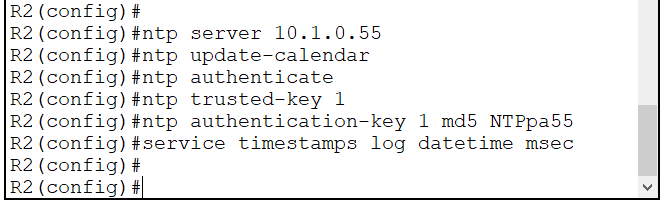 R2(config)#
R2(config)#ntp server 10.1.0.55
R2(config)#ntp update-calendar
R2(config)#ntp authenticate
R2(config)#ntp trusted-key 1
R2(config)#ntp authentication-key 1 md5 NTPpa55
R2(config)#service timestamps log datetime msec
R2(config)#
R2(config)#